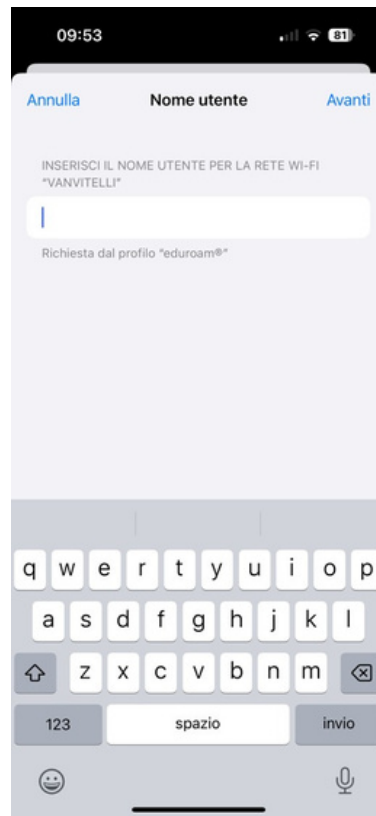 09:53
81
Annulla Nome utente Avanti
INSERISCI IL NOME UTENTE PER LA RETE WI-FI
"VANVITELLI"
Richiesta dal profilo "eduroam®"
q w e r t y u i o p
a s d f g h j k l
z x c v b n m
123 spazio invio